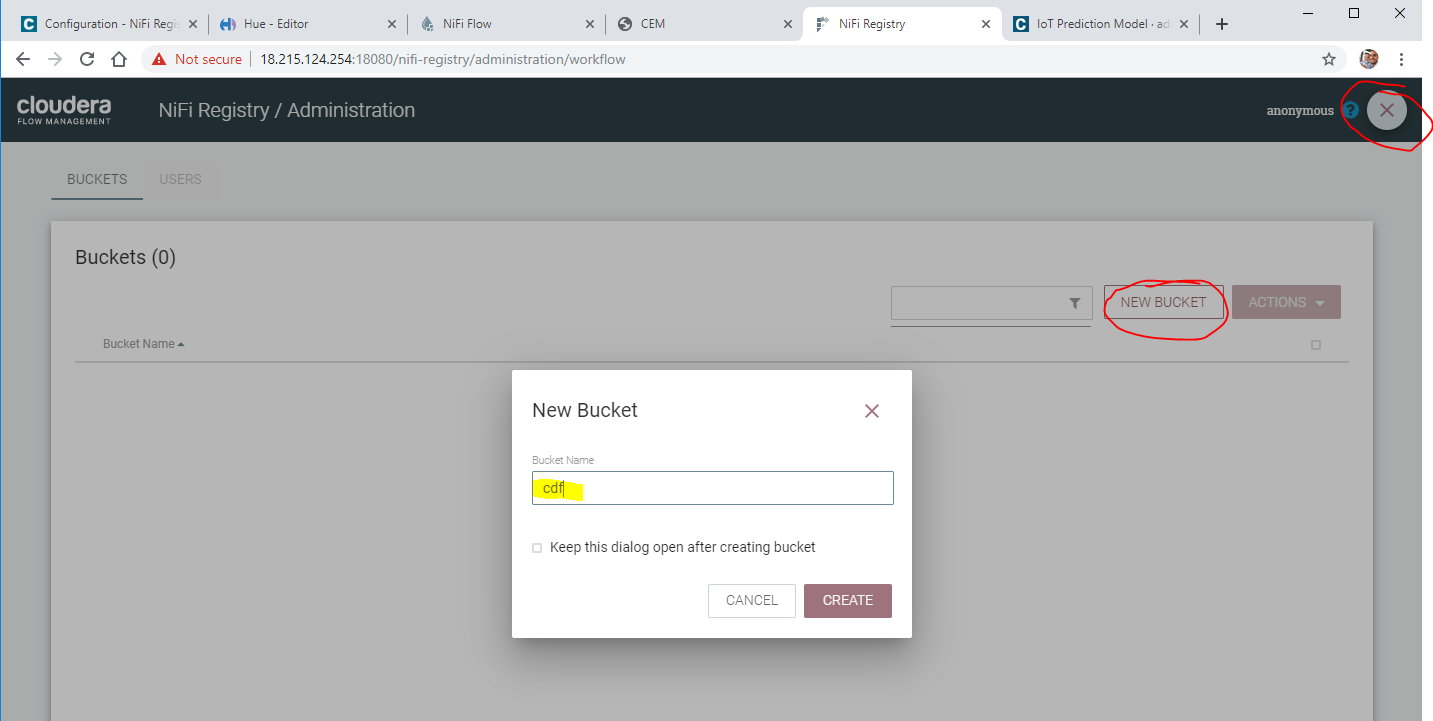 Configuration - NiFi Regis
Hue - Editor
NiFi Flow
CEM
NiFi Registry
IoT Prediction Model · ad
Not secure | 18.215.124.254:18080/nifi-registry/administration/workflow
cloudera
FLOW MANAGEMENT
NiFi Registry / Administration
anonymous ?
BUCKETS USERS
Buckets (0)
NEW BUCKET ACTIONS
Bucket Name
New Bucket
Bucket Name
cdf
Keep this dialog open after creating bucket
CANCEL CREATE